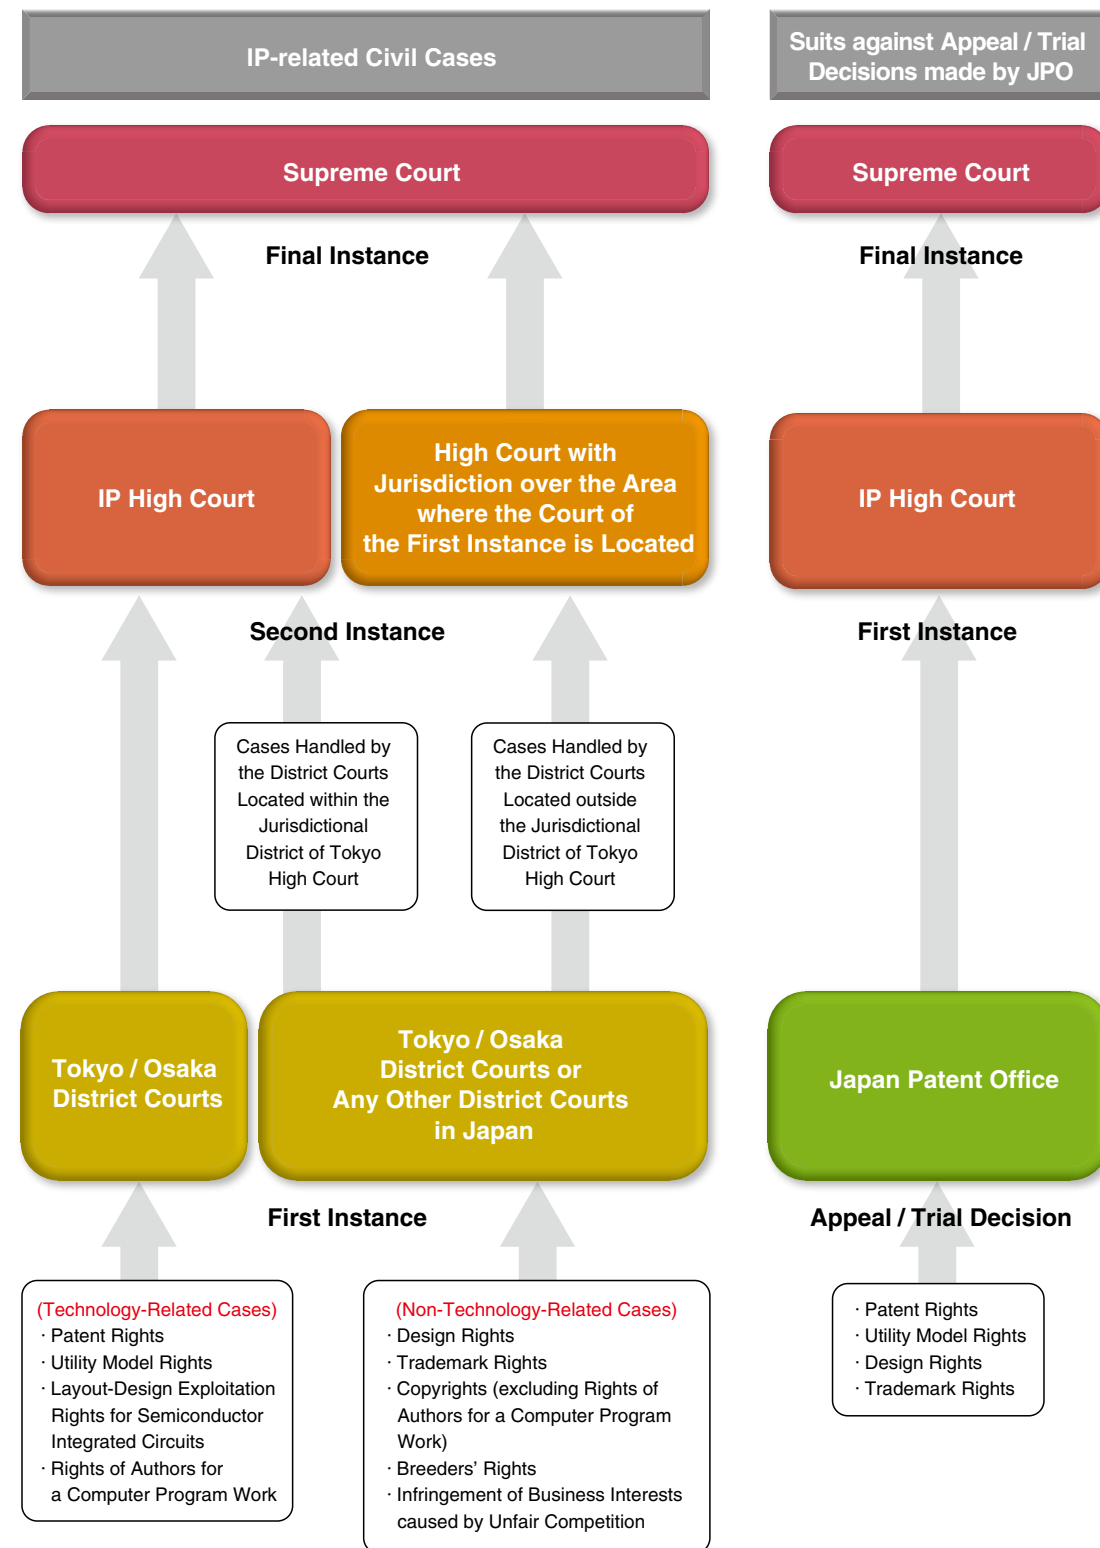 IP-related Civil Cases
Suits against Appeal / Trial
Decisions made by JPO
Supreme Court
Supreme Court
Final Instance
Final Instance
IP High Court
High Court with
Jurisdiction over the Area
where the Court of
the First Instance is Located
IP High Court
Second Instance
First Instance
Cases Handled by
the District Courts
Located within the
Jurisdictional
District of Tokyo
High Court
Cases Handled by
the District Courts
Located outside
the Jurisdictional
District of Tokyo
High Court
Tokyo / Osaka
District Courts
Tokyo / Osaka
District Courts or
Any Other District Courts
in Japan
Japan Patent Office
First Instance
Appeal / Trial Decision
(Technology-Related Cases)
· Patent Rights
· Utility Model Rights
· Layout-Design Exploitation
Rights for Semiconductor
Integrated Circuits
· Rights of Authors for
a Computer Program Work
(Non-Technology-Related Cases)
· Design Rights
· Trademark Rights
· Copyrights (excluding Rights of
Authors for a Computer Program
Work)
· Breeders’ Rights
· Infringement of Business Interests
caused by Unfair Competition
· Patent Rights
· Utility Model Rights
· Design Rights
· Trademark Rights